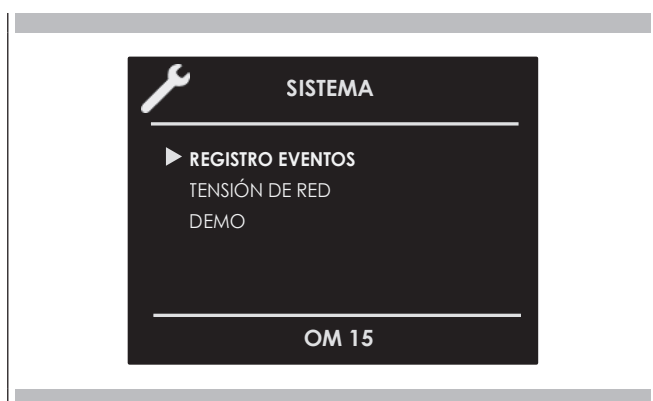 SISTEMA
REGISTRO EVENTOS
TENSIÓN DE RED
DEMO
OM 15